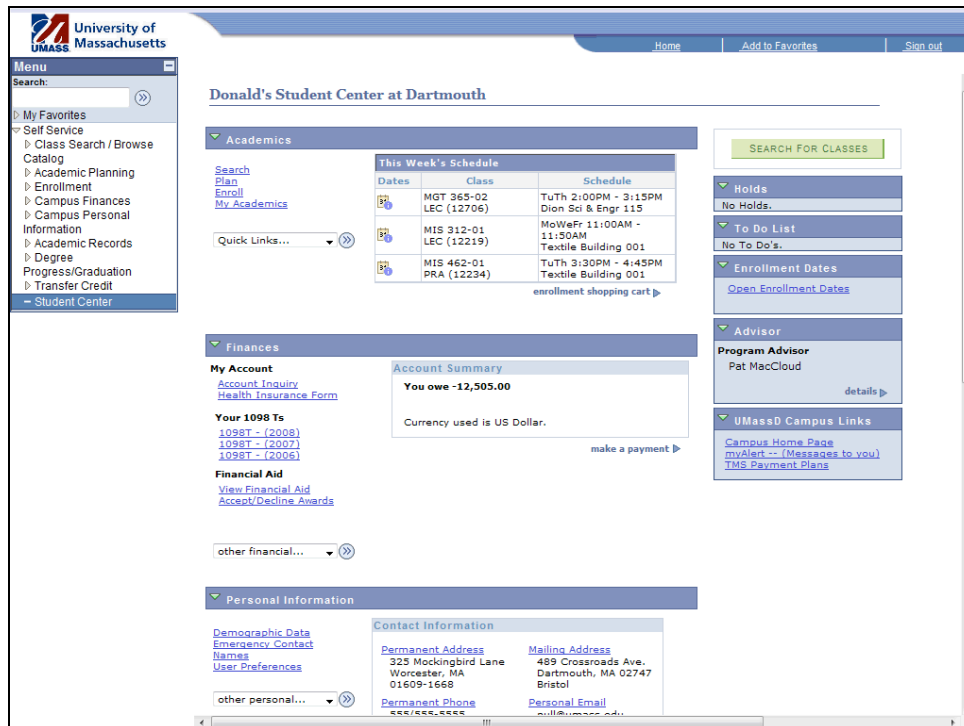 University of
Massachusetts
UMASS
Home
Add to Favorites
Sign out
Menu
Search:
My Favorites
Self Service
Class Search / Browse
Catalog
Academic Planning
Enrollment
Campus Finances
Campus Personal
Information
Academic Records
Degree
Progress/Graduation
Transfer Credit
Student Center
Donald's Student Center at Dartmouth
Academics
Search
Plan
Enroll
My Academics
Quick Links...
This Week's Schedule
Dates Class Schedule
MGT 365-02 TuTh 2:00PM - 3:15PM
LEC (12706) Dion Sci & Engr 115
MoWeFr 11:00AM -
MIS 312-01 11:50AM
LEC (12219) Textile Building 001
MIS 462-01 TuTh 3:30PM - 4:45PM
PRA (12234) Textile Building 001
enrollment shopping cart
Finances
My Account
Account Inquiry
Health Insurance Form
Your 1098 Ts
1098T - (2008)
1098T - (2007)
1098T - (2006)
Financial Aid
View Financial Aid
Accept/Decline Awards
other financial...
Account Summary
You owe -12,505.00
Currency used is US Dollar.
make a payment
Personal Information
Demographic Data
Emergency Contact
Names
User Preferences
other personal...
Contact Information
Permanent Address
325 Mockingbird Lane
Worcester, MA
01609-1668
Mailing Address
489 Crossroads Ave.
Dartmouth, MA 02747
Bristol
Permanent Phone
555/555-5555
Personal Email
null@umass.edu
SEARCH FOR CLASSES
Holds
No Holds.
To Do List
No To Do's.
Enrollment Dates
Open Enrollment Dates
Advisor
Program Advisor
Pat MacCloud
details
UMassD Campus Links
Campus Home Page
myAlert -- (Messages to you)
TMS Payment Plans